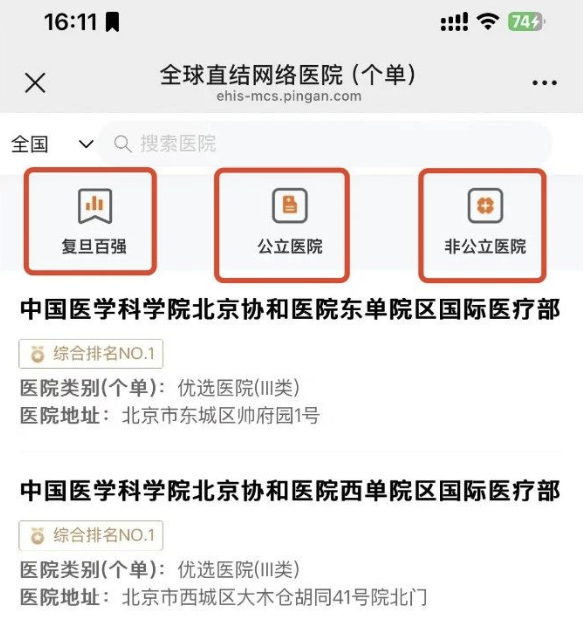 16:11
74
全球直结网络医院（个单）
ehis-mcs.pingan.com
全国 搜索医院
复旦百强 公立医院 非公立医院
中国医学科学院北京协和医院东单院区国际医疗部
综合排名NO.1
医院类别(个单)：优选医院(III类)
医院地址：北京市东城区帅府园1号
中国医学科学院北京协和医院西单院区国际医疗部
综合排名NO.1
医院类别(个单)：优选医院(III类)
医院地址：北京市西城区大木仓胡同41号院北门